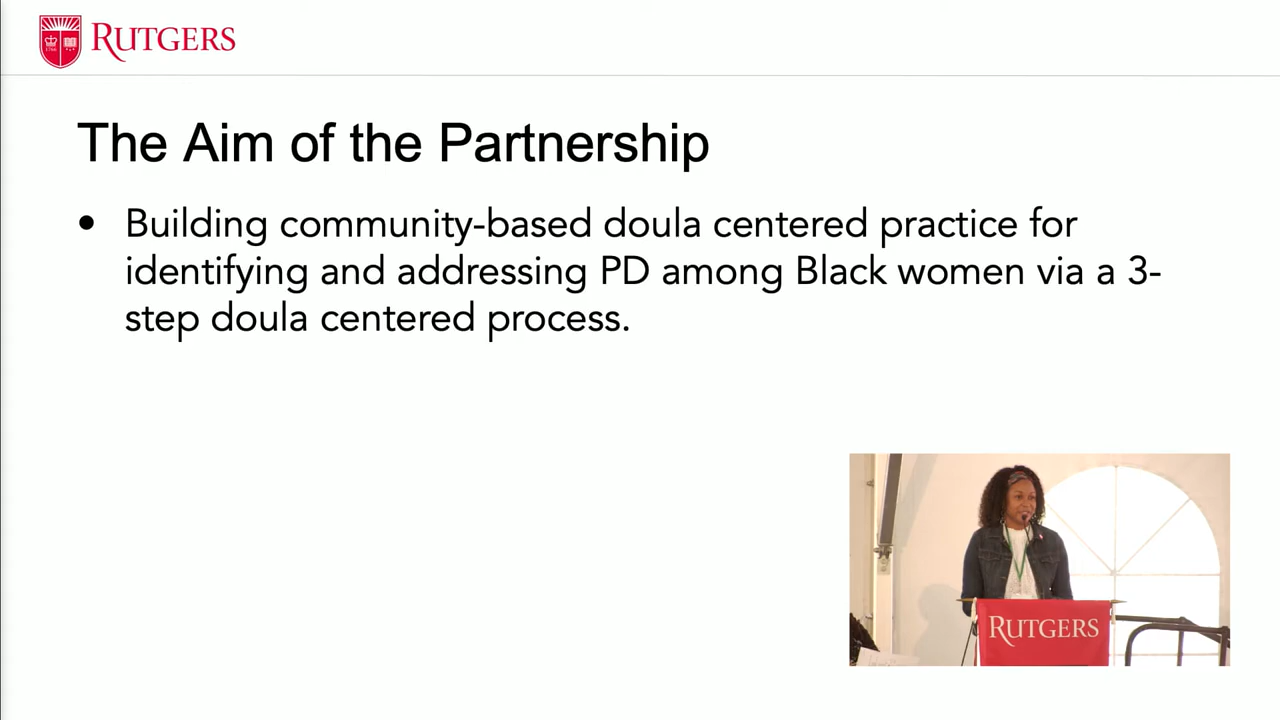 RUTGERS
The Aim of the Partnership
• Building community-based doula centered practice for
identifying and addressing PD among Black women via a 3-
step doula centered process.
RUTGERS